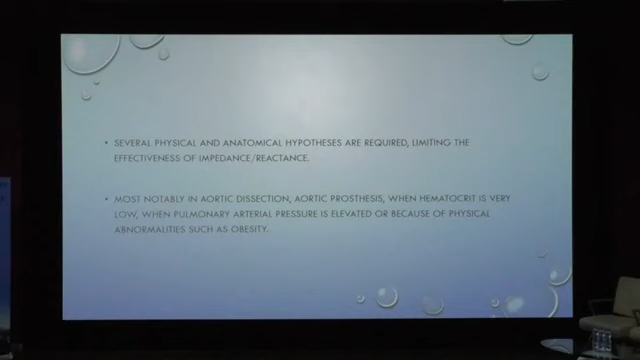 • SEVERAL PHYSICAL AND ANATOMICAL HYPOTHESES ARE REQUIRED, LIMITING THE
EFFECTIVENESS OF IMPEDANCE/REACTANCE.
• MOST NOTABLY IN AORTIC DISSECTION, AORTIC PROSTHESIS, WHEN HEMATOCRIT IS VERY
LOW, WHEN PULMONARY ARTERIAL PRESSURE IS ELEVATED OR BECAUSE OF PHYSICAL
ABNORMALITIES SUCH AS OBESITY.